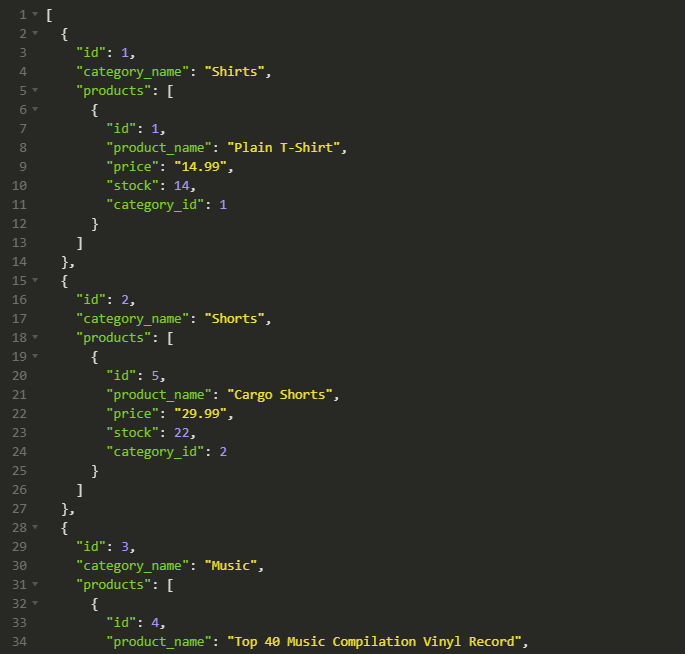 1 [
2   {
3     "id": 1,
4     "category_name": "Shirts",
5     "products": [
6       {
7         "id": 1,
8         "product_name": "Plain T-Shirt",
9         "price": "14.99",
10         "stock": 14,
11         "category_id": 1
12       }
13     ]
14   },
15   {
16     "id": 2,
17     "category_name": "Shorts",
18     "products": [
19       {
20         "id": 5,
21         "product_name": "Cargo Shorts",
22         "price": "29.99",
23         "stock": 22,
24         "category_id": 2
25       }
26     ]
27   },
28   {
29     "id": 3,
30     "category_name": "Music",
31     "products": [
32       {
33         "id": 4,
34         "product_name": "Top 40 Music Compilation Vinyl Record",